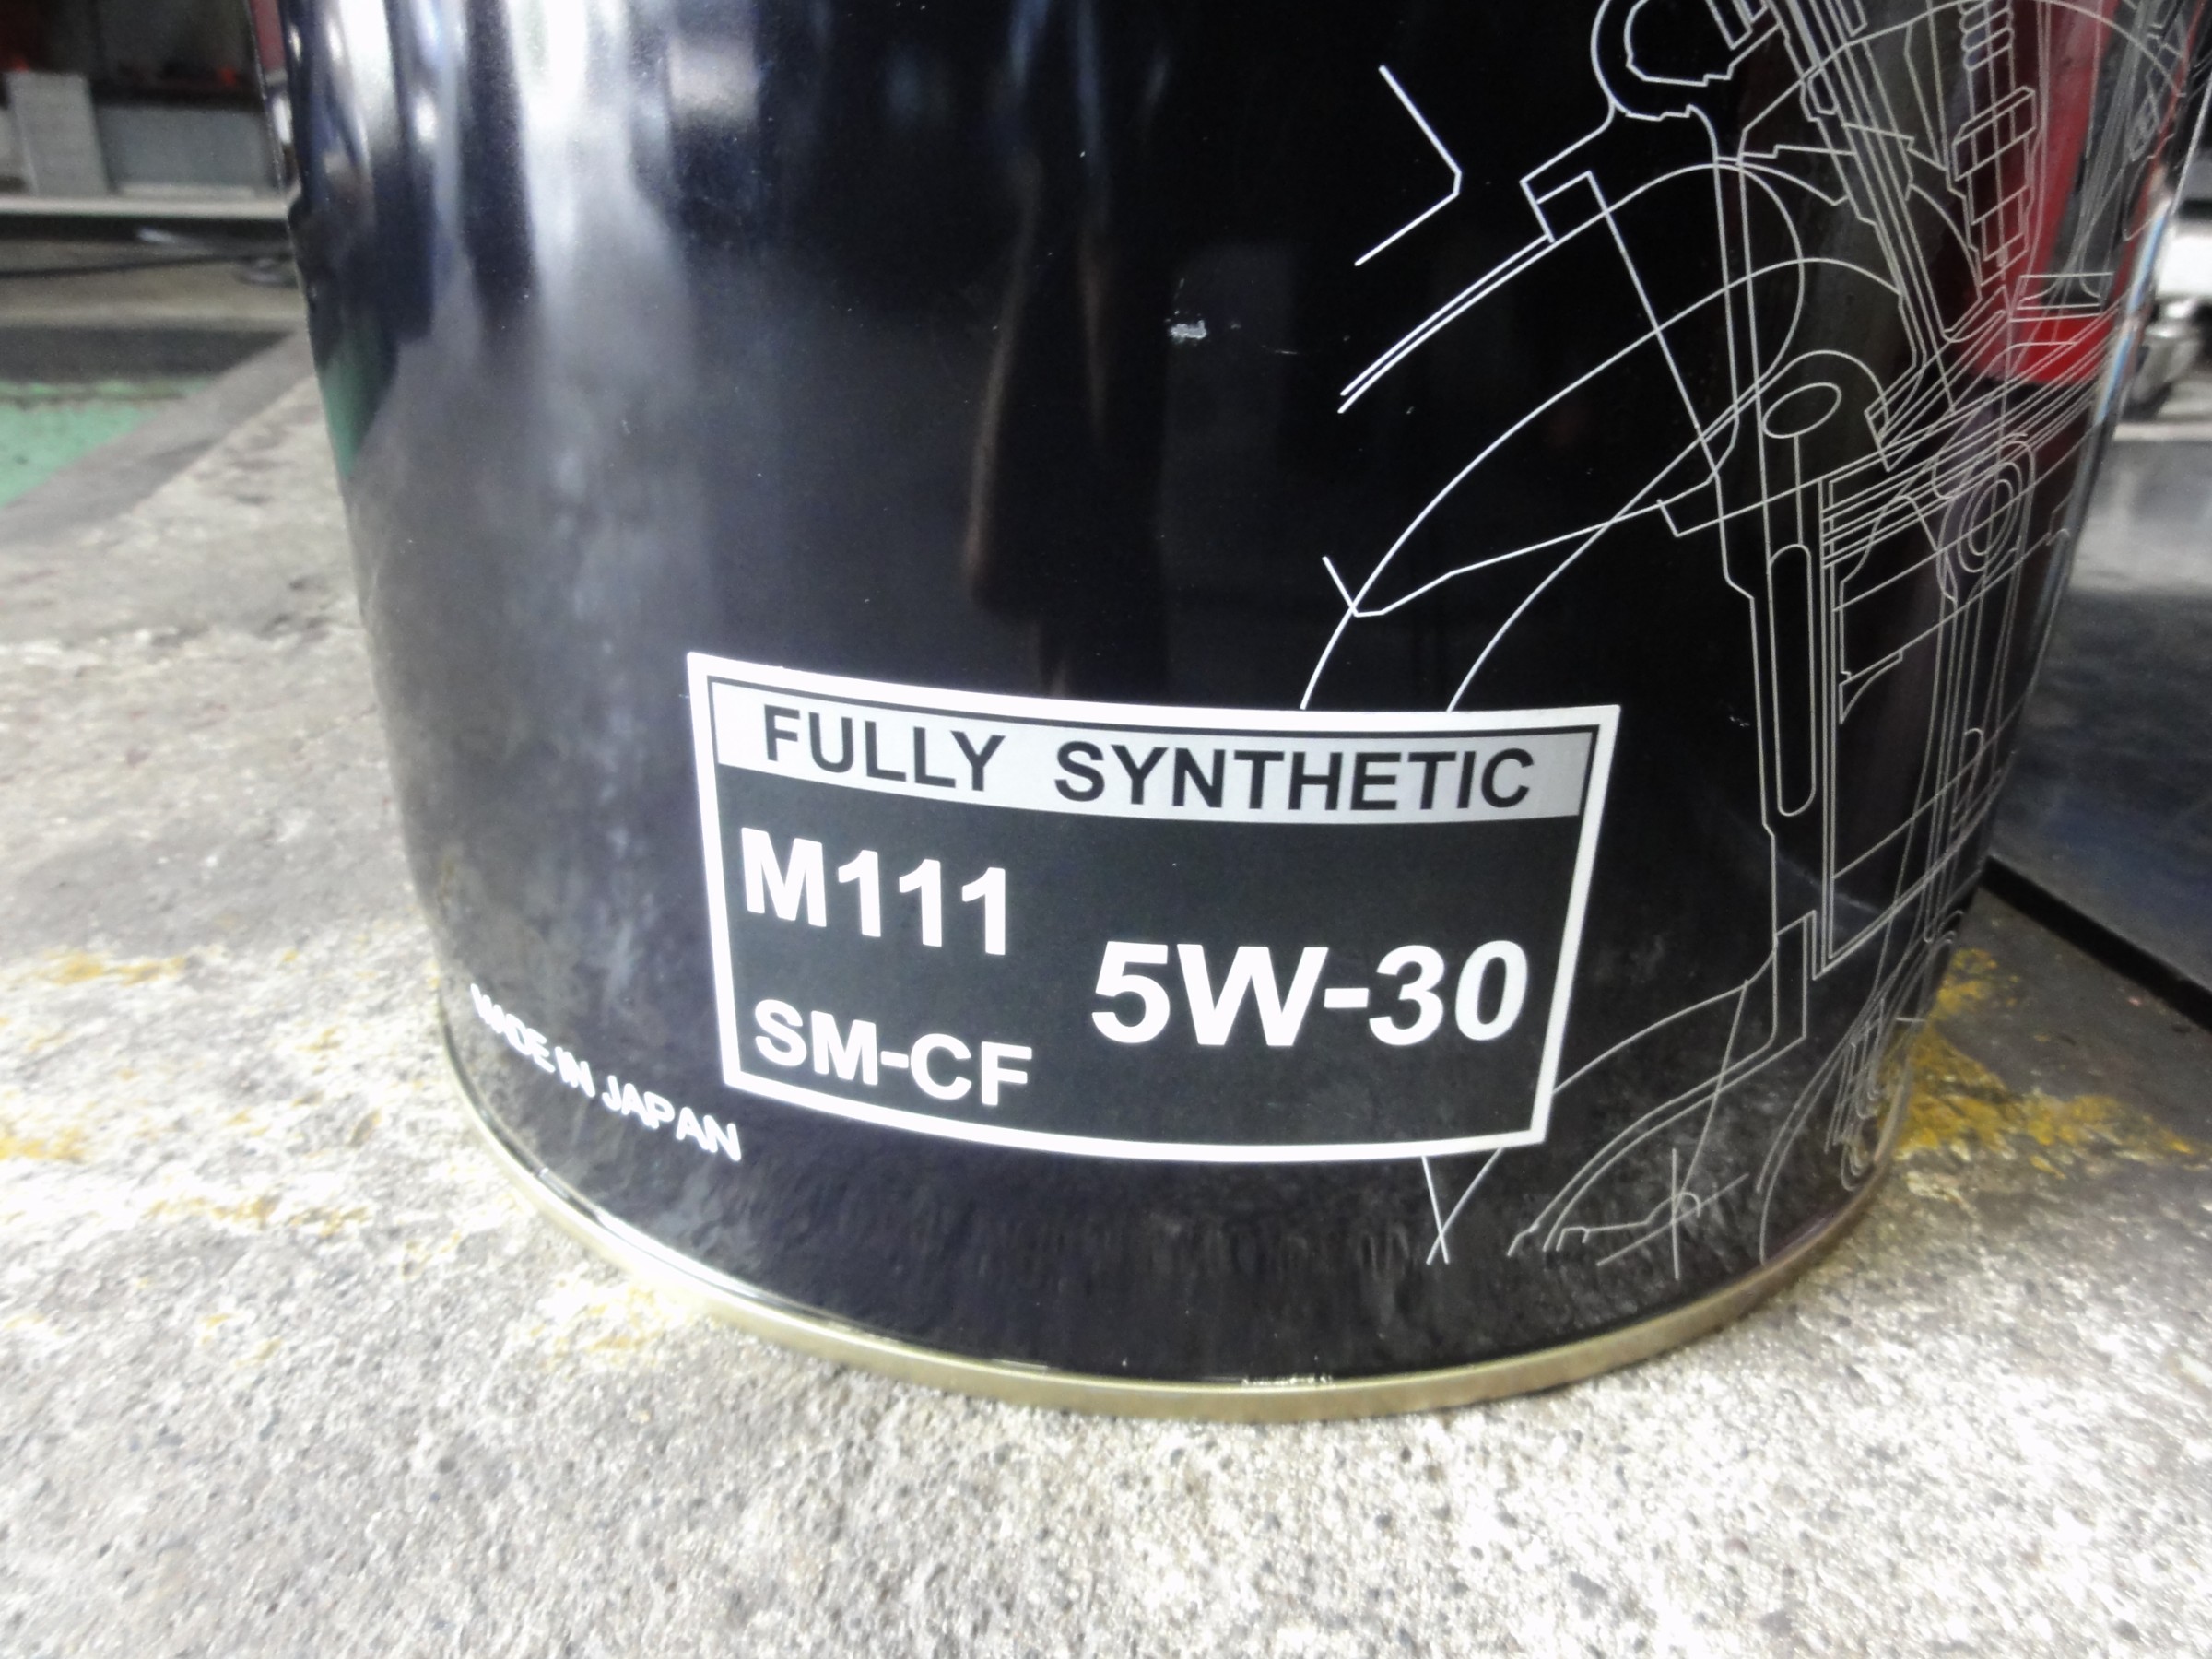 FULLY SYNTHETIC
M111
5W-30
SM-CF
MADE IN JAPAN